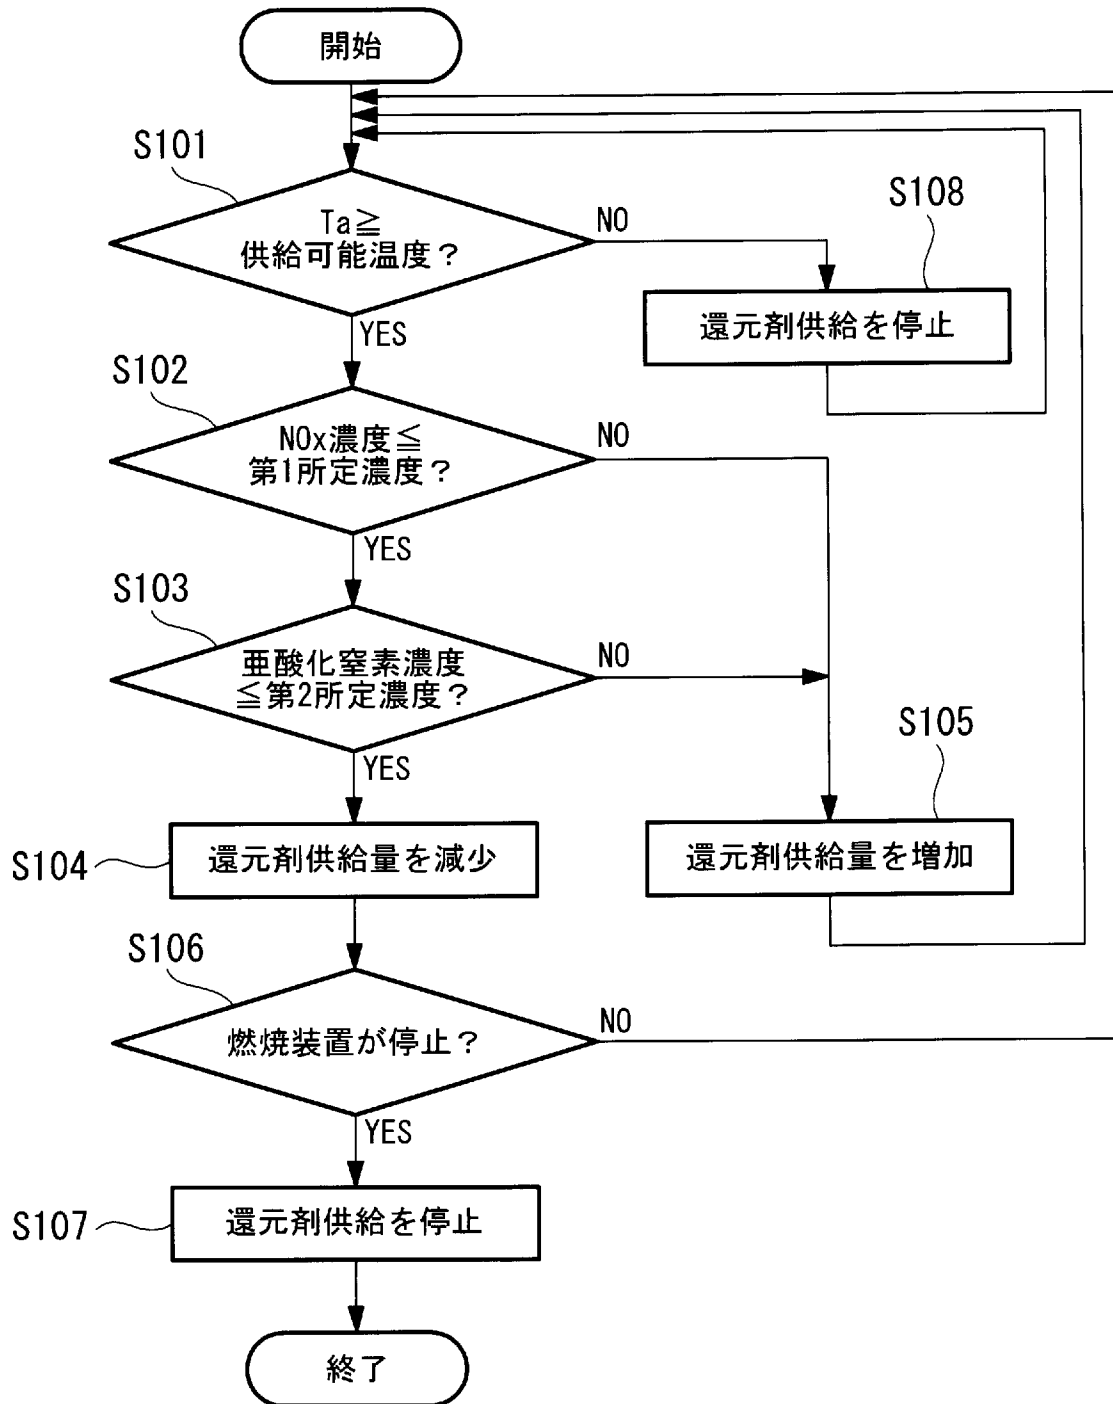 開始
S101
Ta≧
供給可能温度？
NO
S108
還元剤供給を停止
YES
S102
NOx濃度≦
第1所定濃度？
NO
YES
S103
亜酸化窒素濃度
≦第2所定濃度？
NO
YES
S105
S104
還元剤供給量を減少
還元剤供給量を増加
S106
燃焼装置が停止？
NO
YES
S107
還元剤供給を停止
終了